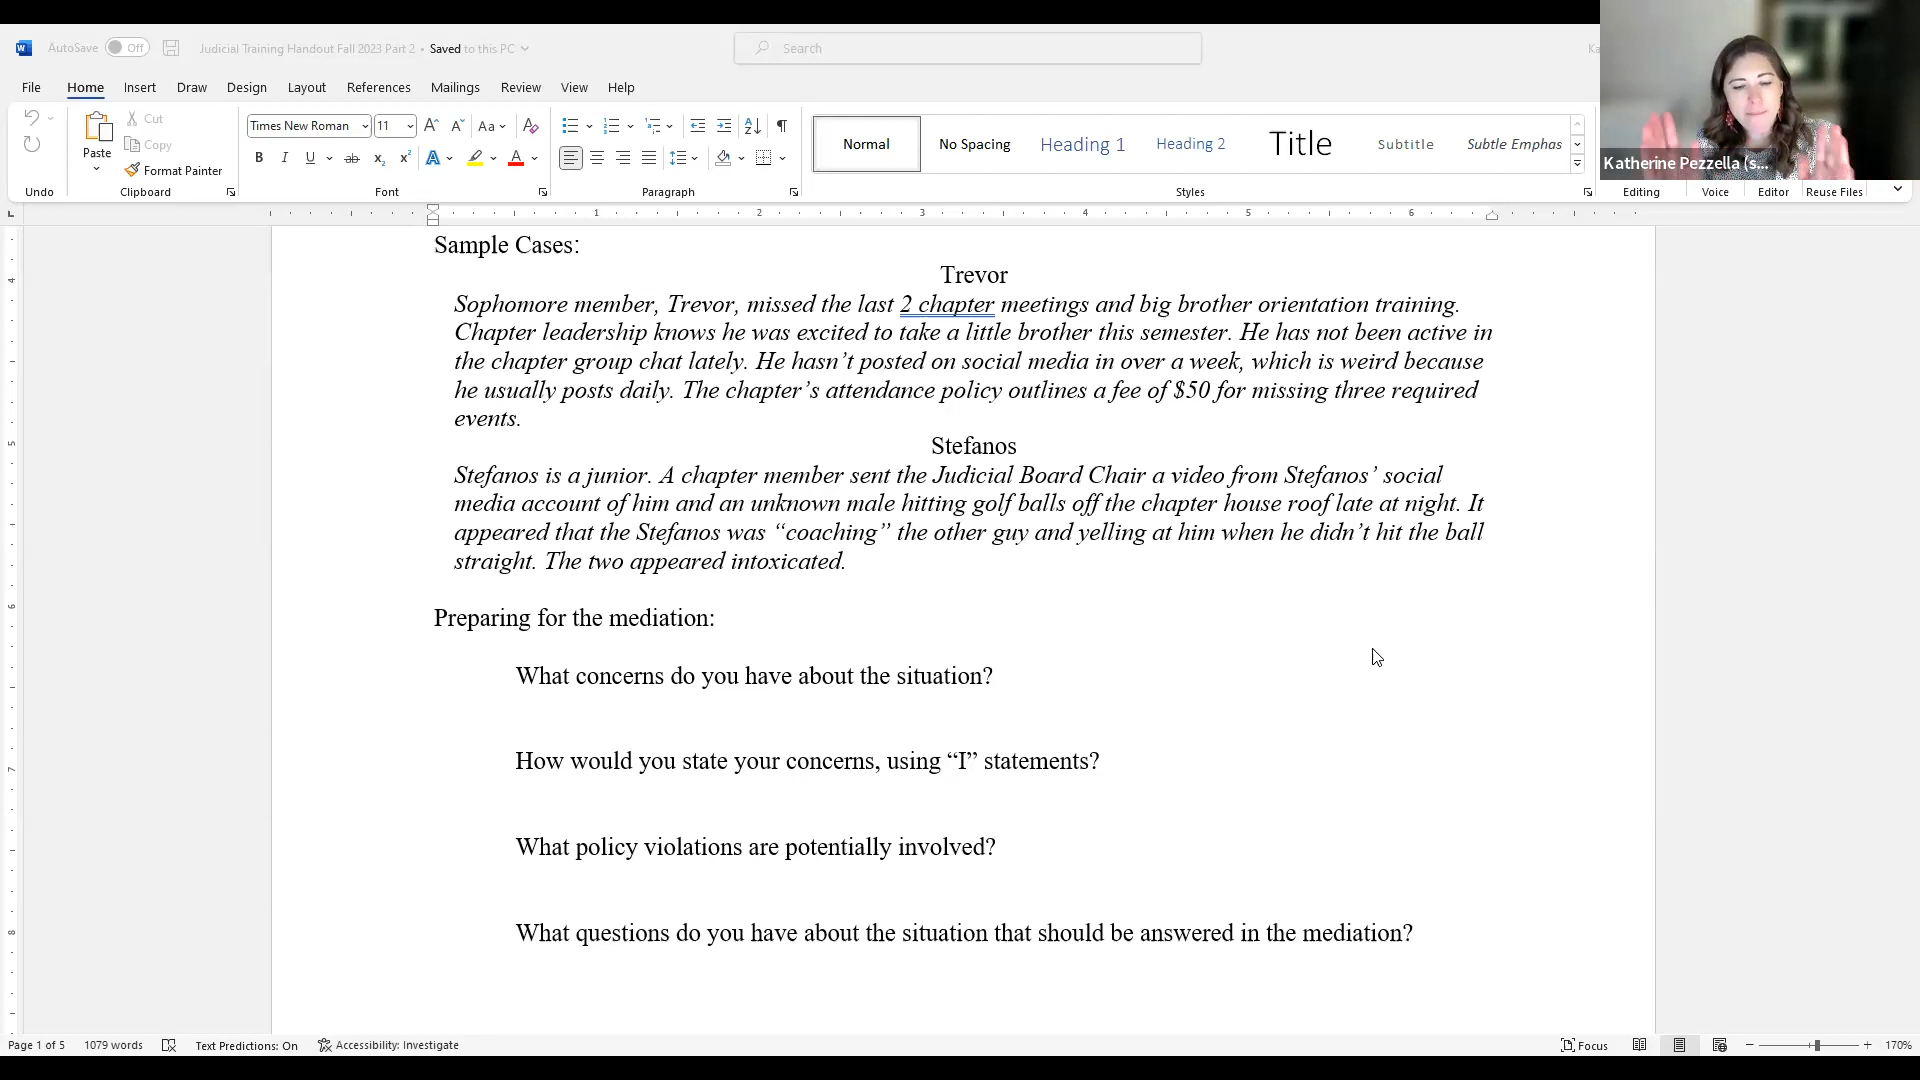 AutoSave Off Judicial Training Handout Fall 2023 Part 2 • Saved to this PC Search
File Home Insert Draw Design Layout References Mailings Review View Help
Katherine Pezzella (s...
Paste Cut Copy Format Painter
Times New Roman 11
Normal No Spacing Heading 1 Heading 2 Title Subtitle Subtle Emphas
Undo Clipboard Font Paragraph Styles Editing Voice Editor Reuse Files
1 2 3 4 5 6
Sample Cases:
Trevor
Sophomore member, Trevor, missed the last 2 chapter meetings and big brother orientation training.
Chapter leadership knows he was excited to take a little brother this semester. He has not been active in
the chapter group chat lately. He hasn’t posted on social media in over a week, which is weird because
he usually posts daily. The chapter’s attendance policy outlines a fee of $50 for missing three required
events.
Stefanos
Stefanos is a junior. A chapter member sent the Judicial Board Chair a video from Stefanos’ social
media account of him and an unknown male hitting golf balls off the chapter house roof late at night. It
appeared that the Stefanos was “coaching” the other guy and yelling at him when he didn’t hit the ball
straight. The two appeared intoxicated.
Preparing for the mediation:
What concerns do you have about the situation?
How would you state your concerns, using “I” statements?
What policy violations are potentially involved?
What questions do you have about the situation that should be answered in the mediation?
Page 1 of 5 1079 words Text Predictions: On Accessibility: Investigate Focus 170%